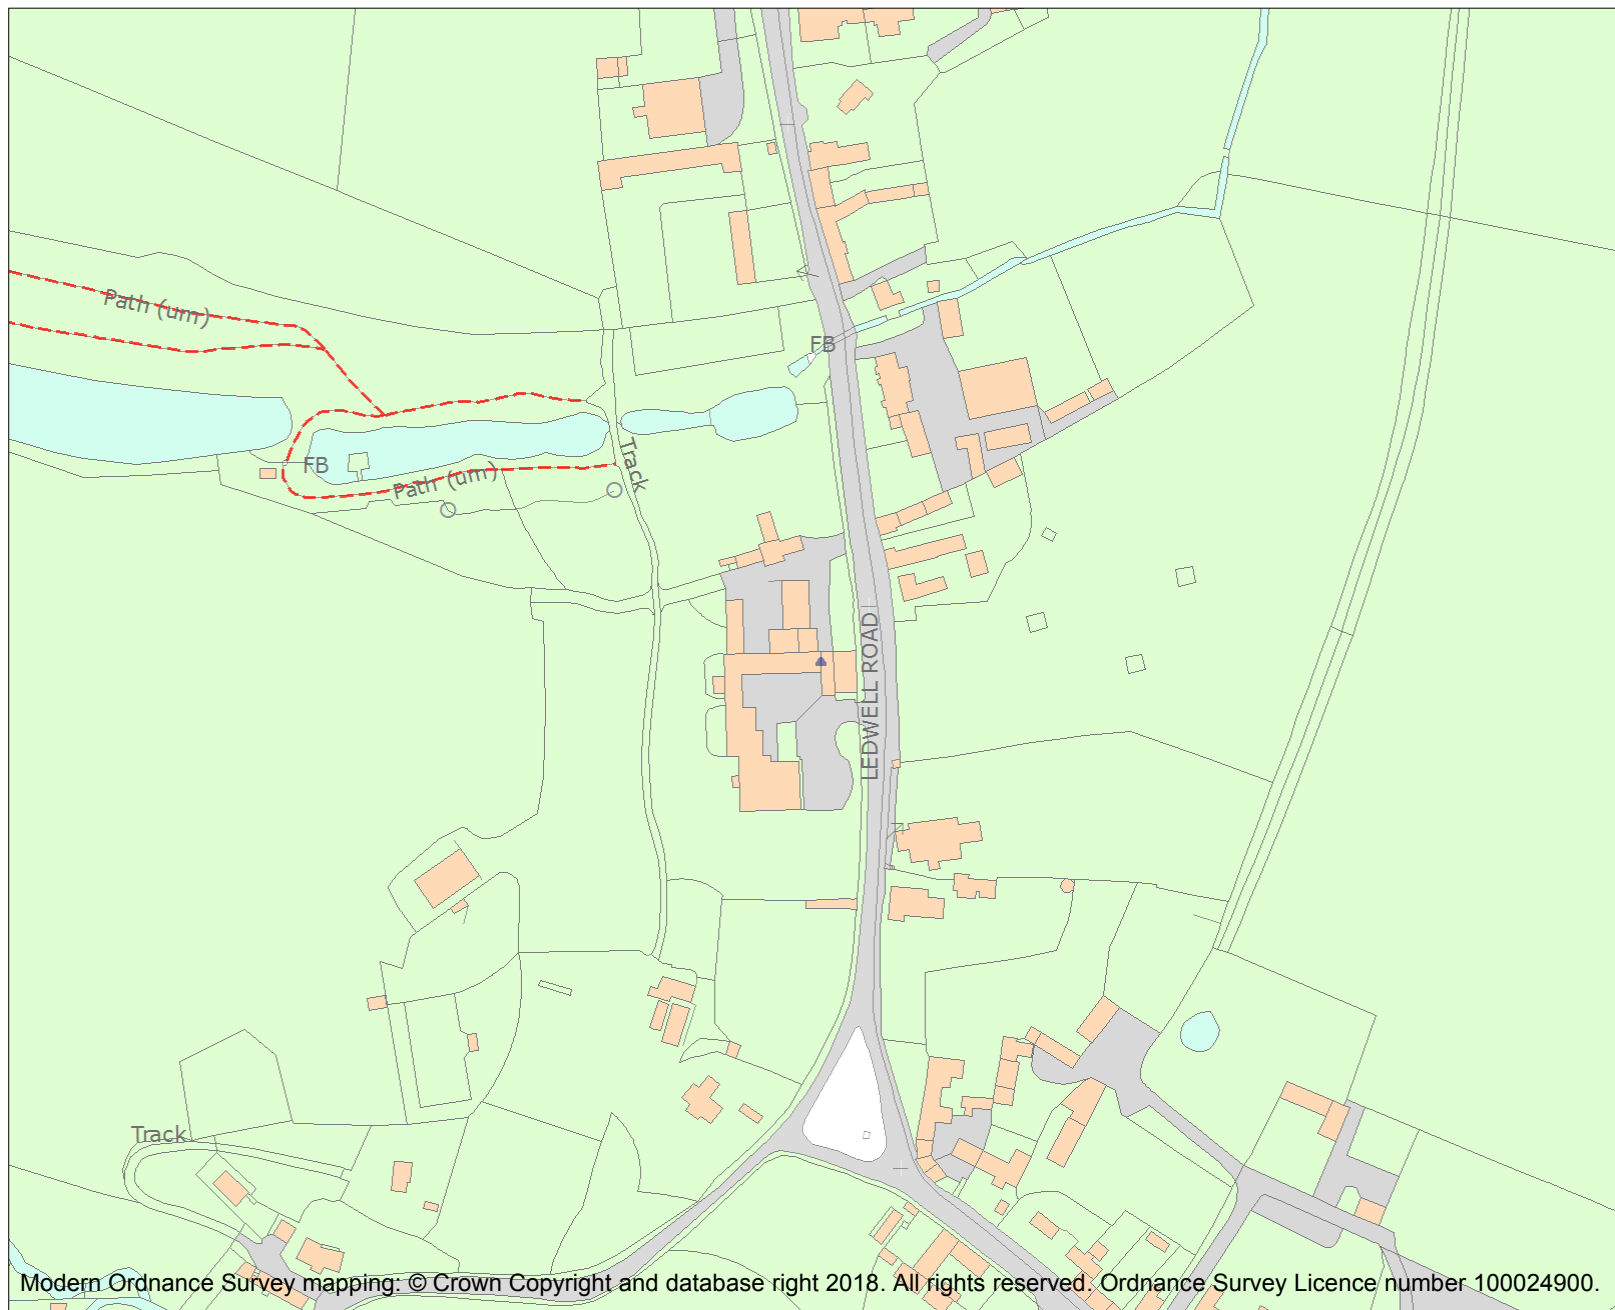 Path (um)
FB
Track
FB
Path (um)
LEDWELL ROAD
Track
Modern Ordnance Survey mapping: © Crown Copyright and database right 2018. All rights reserved. Ordnance Survey Licence number 100024900.